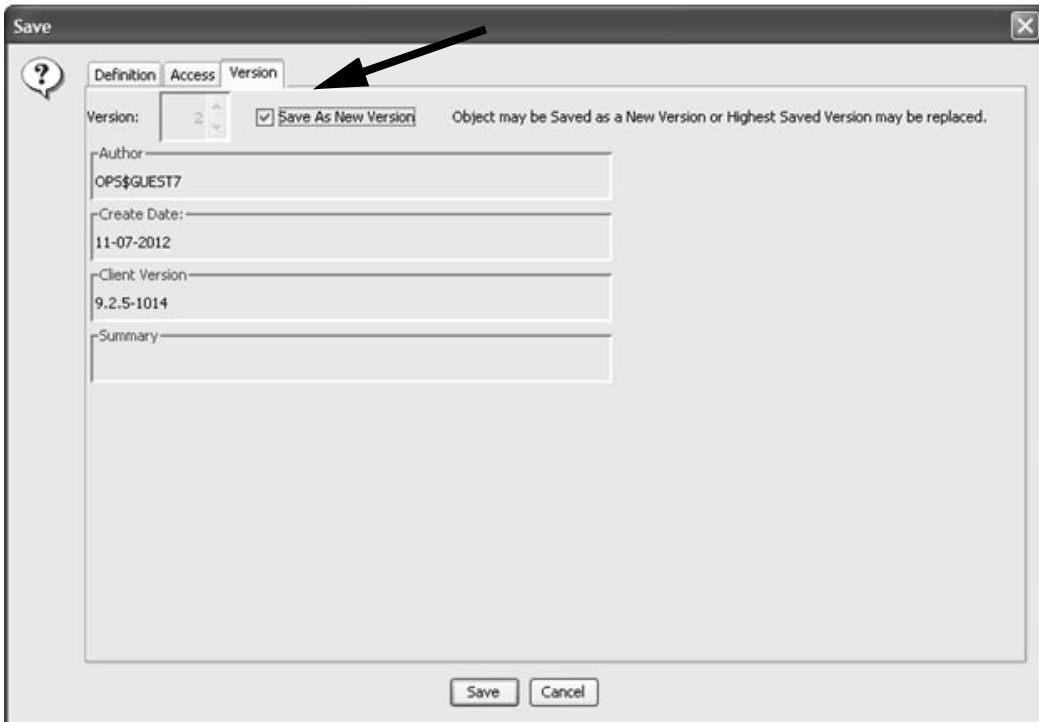 Save
Definition Access Version
Version: 2 Save As New Version Object may be Saved as a New Version or Highest Saved Version may be replaced.
Author
OPS$GUEST7
Create Date:
11-07-2012
Client Version
9.2.5-1014
Summary
Save Cancel